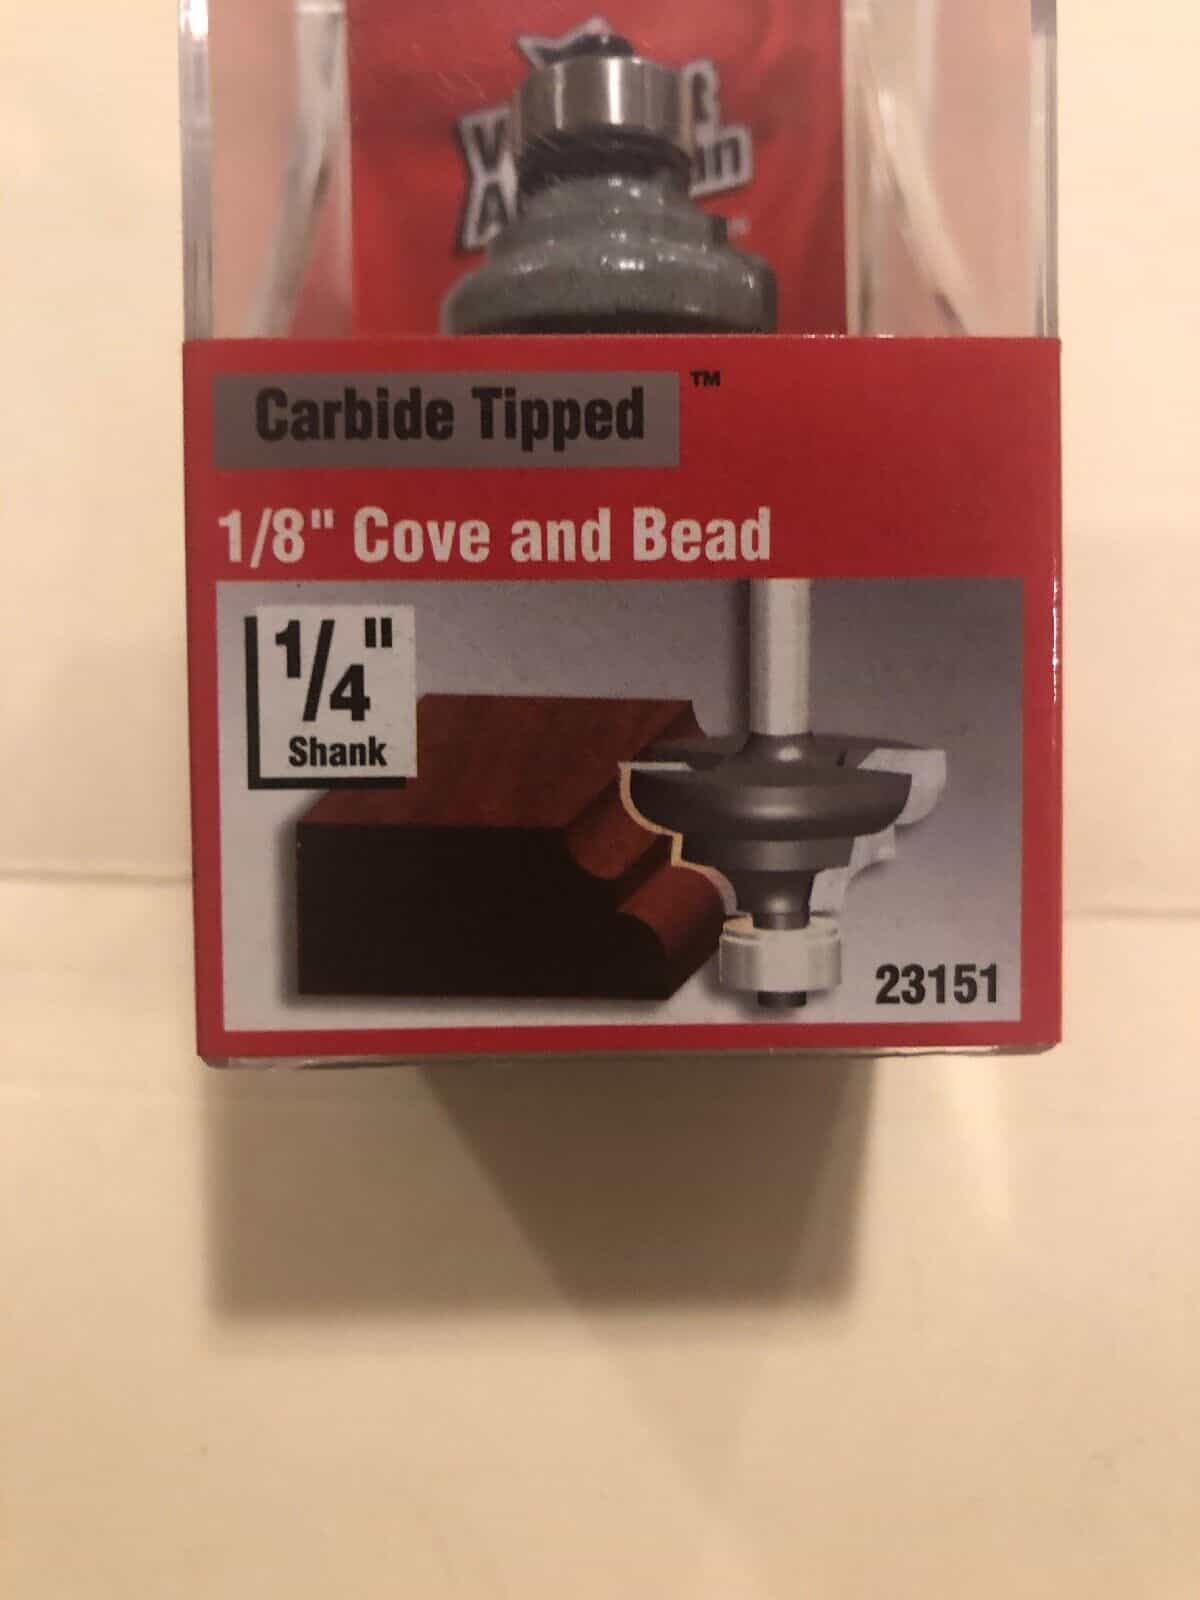 Carbide Tipped ™
1/8" Cove and Bead
1/4"
Shank
23151